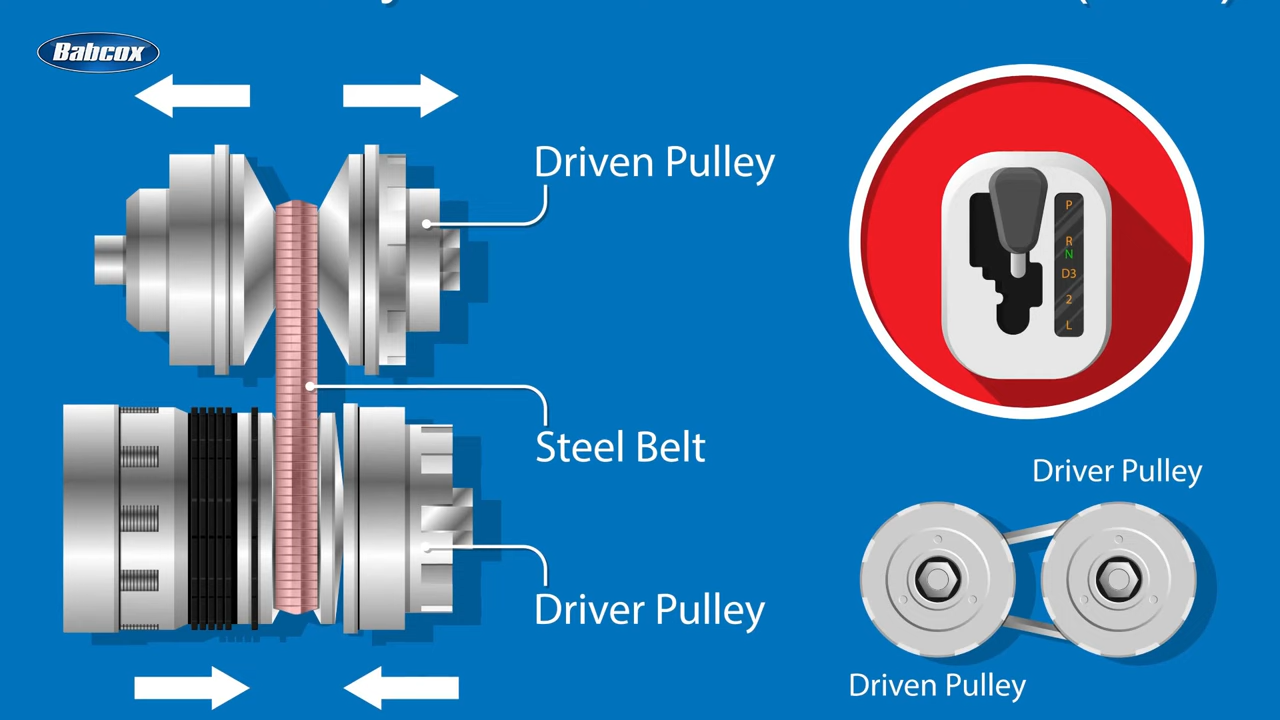 Babcox
Driven Pulley
Steel Belt
Driver Pulley
P
R
N
D3
2
L
Driver Pulley
Driven Pulley